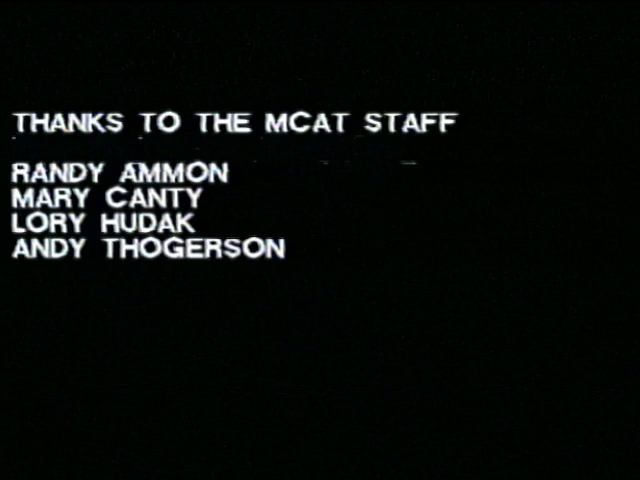 THANKS TO THE MCAT STAFF
RANDY AMMON
MARY CANTY
LORY HUDAK
ANDY THOGERSON